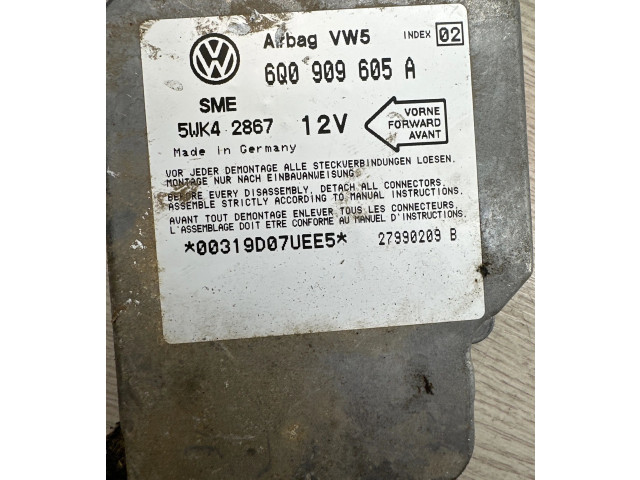 Airbag VW5 INDEX 02
6Q0 909 605 A
SME
5WK4 2867 12V
VORNE
FORWARD
AVANT
Made in Germany
VOR JEDER DEMONTAGE ALLE STECKVERBINDUNGEN LOESEN.
MONTAGE NUR NACH EINBAUANWEISUNG.
BEFORE EVERY DISASSEMBLY, DETACH ALL CONNECTORS.
ASSEMBLE STRICTLY ACCORDING TO MANUAL INSTRUCTIONS.
AVANT TOUT DEMONTAGE ENLEVER TOUS LES CONNECTEURS,
L'ASSEMBLAGE DOIT ETRE CONFORME AU MANUEL D'INSTRUCTIONS.
*00319D07UEE5* 27990209 B